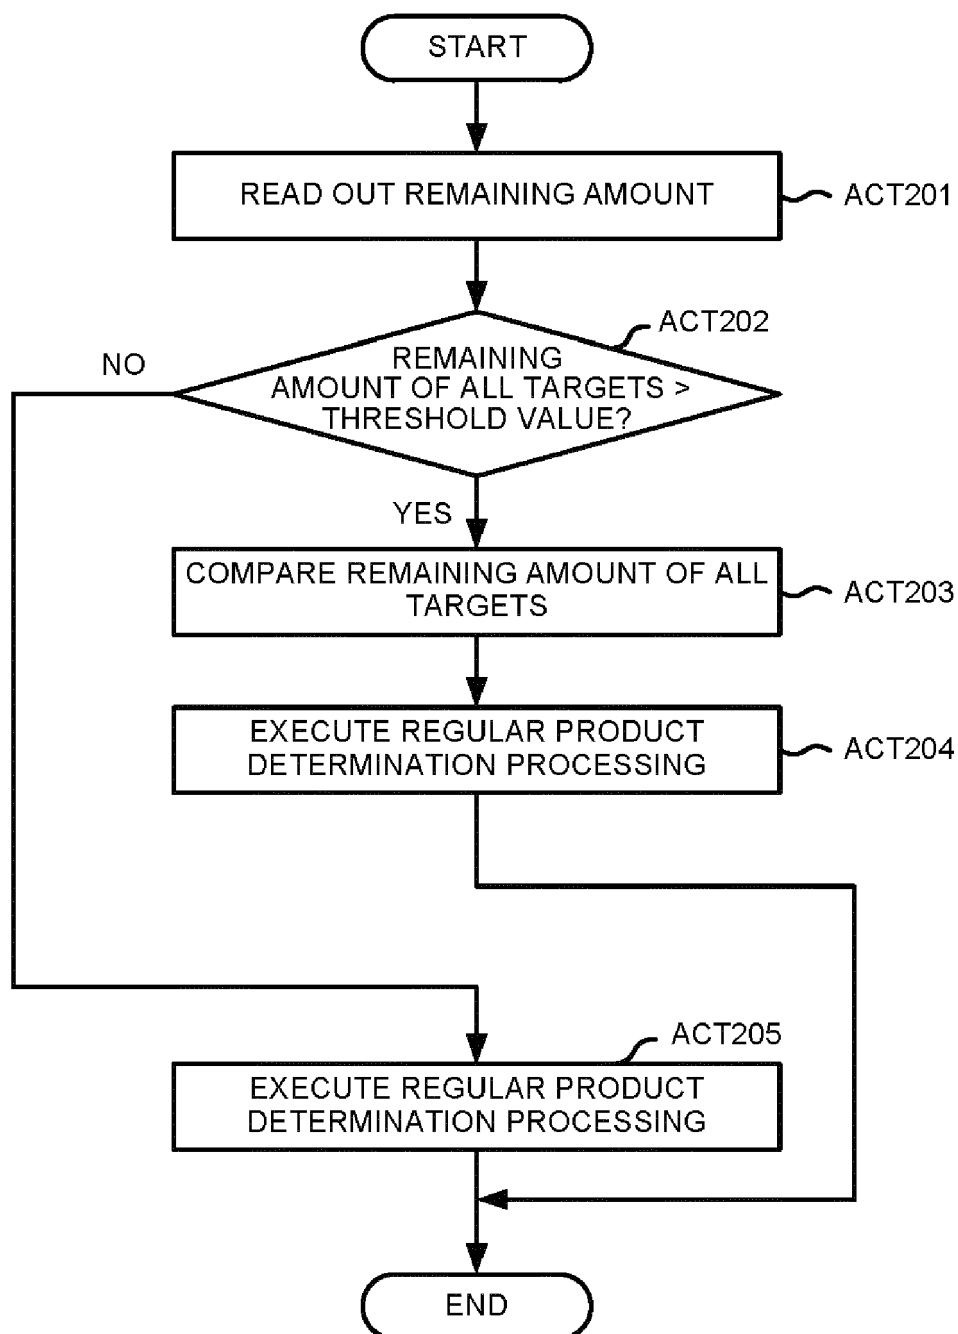 START
READ OUT REMAINING AMOUNT
ACT201
ACT202
REMAINING
AMOUNT OF ALL TARGETS >
THRESHOLD VALUE?
NO
YES
COMPARE REMAINING AMOUNT OF ALL
TARGETS
ACT203
EXECUTE REGULAR PRODUCT
DETERMINATION PROCESSING
ACT204
ACT205
EXECUTE REGULAR PRODUCT
DETERMINATION PROCESSING
END